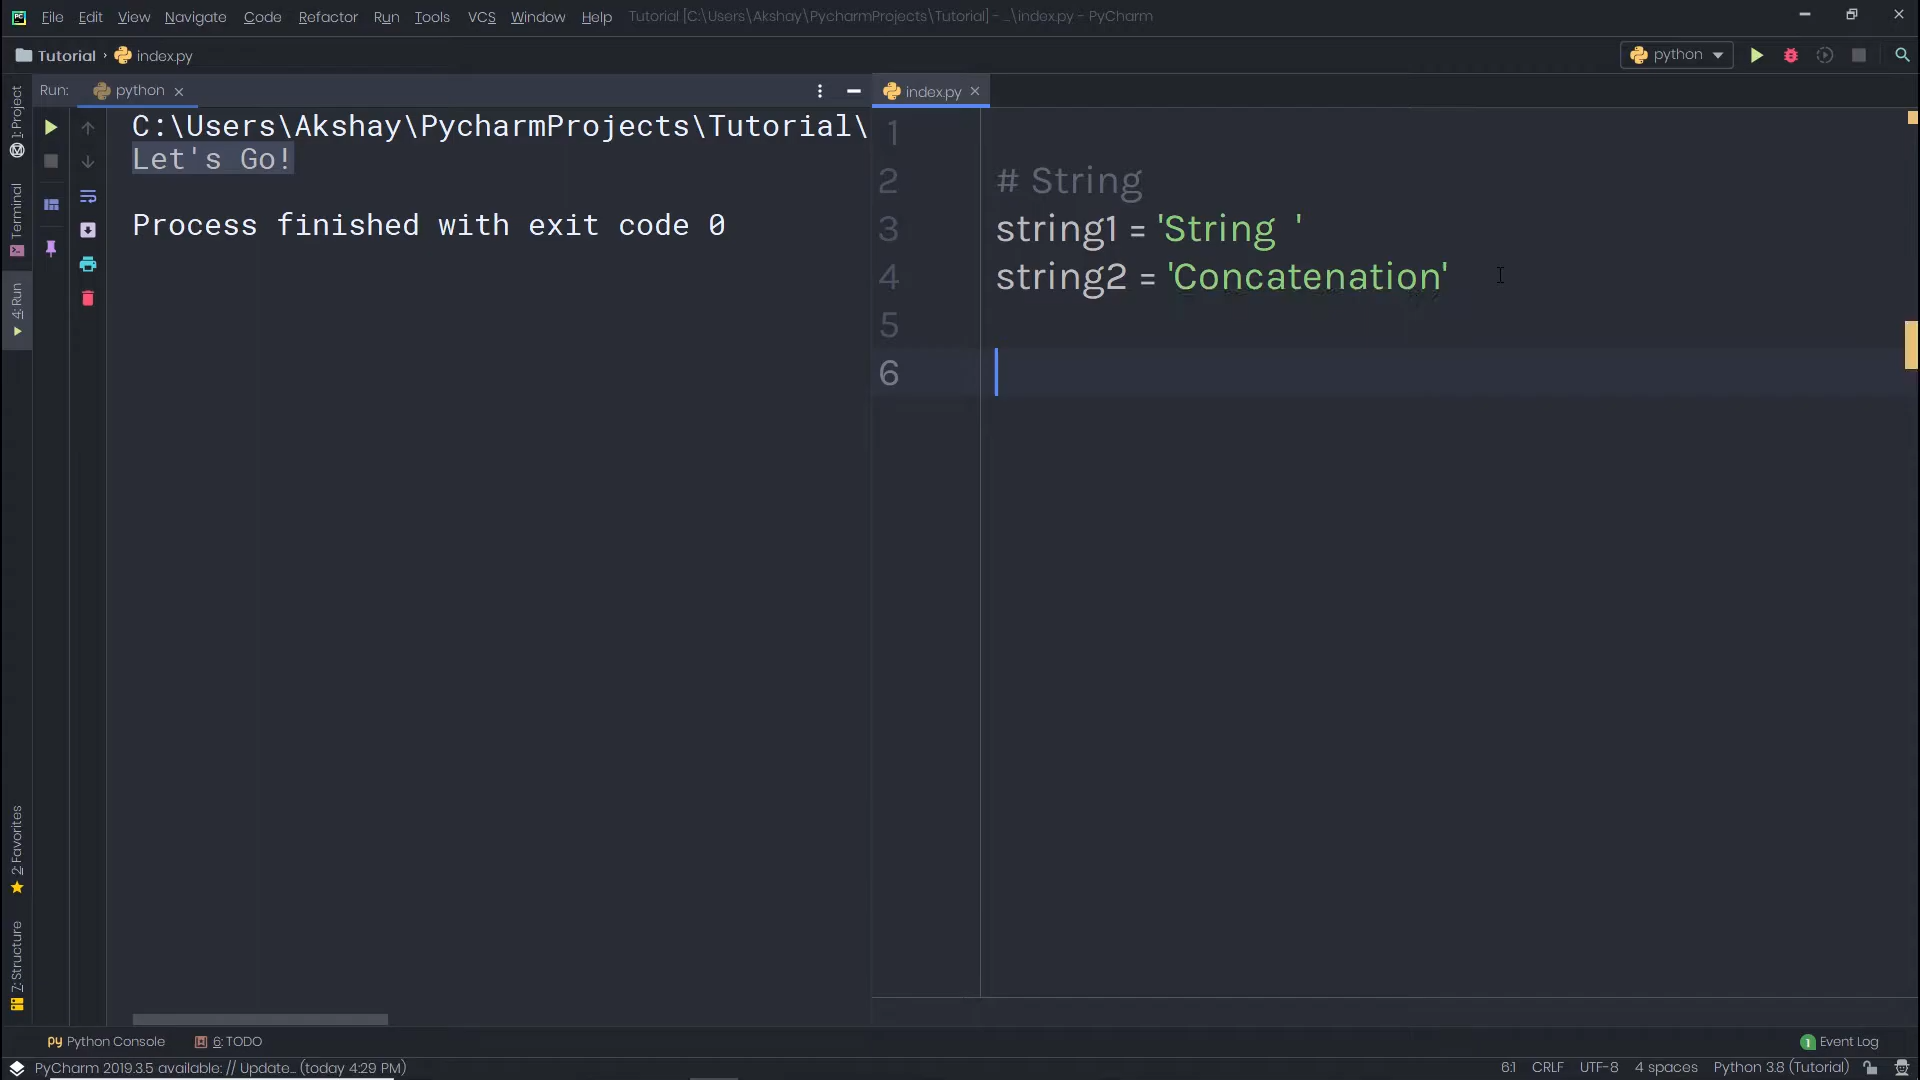 PC File Edit View Navigate Code Refactor Run Tools VCS Window Help Tutorial [C:\Users\Akshay\PycharmProjects\Tutorial] - ...\index.py - PyCharm
Tutorial › index.py
python
Run: python
index.py
1: Project
Terminal
4: Run
2: Favorites
7: Structure
C:\Users\Akshay\PycharmProjects\Tutorial\
Let's Go!
Process finished with exit code 0
1
2 # String
3 string1 = 'String '
4 string2 = 'Concatenation'
5
6
Python Console 6: TODO
1 Event Log
PyCharm 2019.3.5 available: // Update... (today 4:29 PM)
6:1 CRLF UTF-8 4 spaces Python 3.8 (Tutorial)